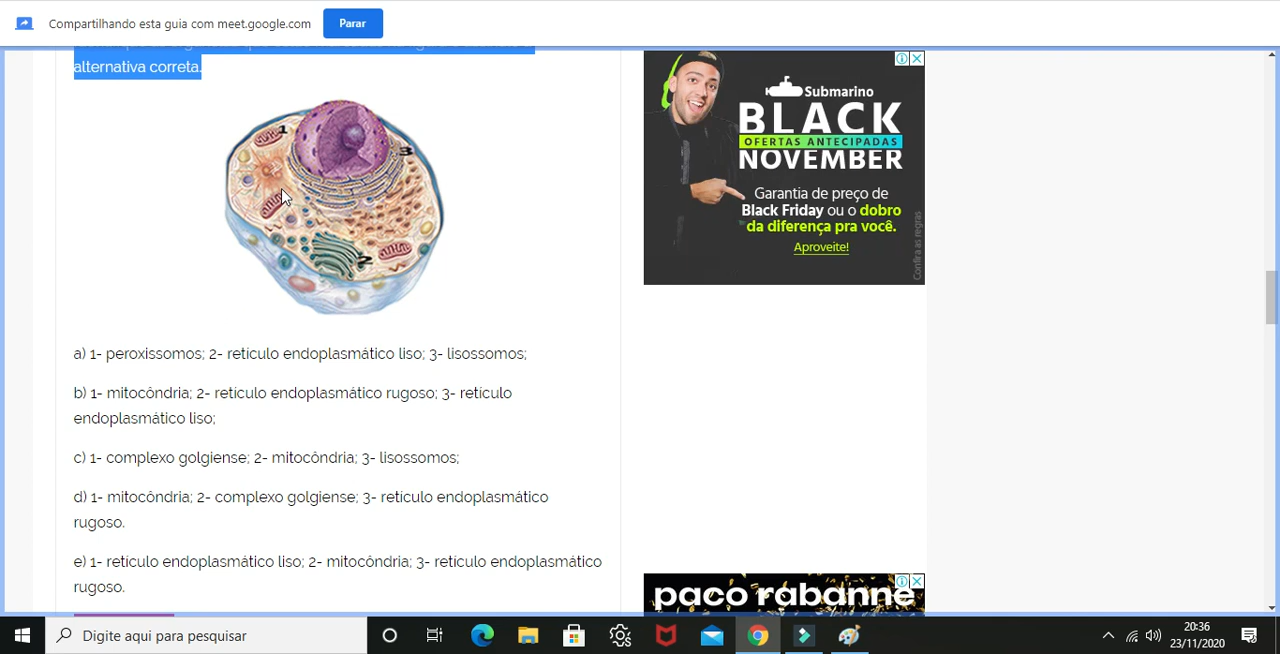 Compartilhando esta guia com meet.google.com
Parar
alternativa correta.
1
3
2
a) 1- peroxissomos; 2- retículo endoplasmático liso; 3- lisossomos;
b) 1- mitocôndria; 2- retículo endoplasmático rugoso; 3- retículo
endoplasmático liso;
c) 1- complexo golgiense; 2- mitocôndria; 3- lisossomos;
d) 1- mitocôndria; 2- complexo golgiense; 3- retículo endoplasmático
rugoso.
e) 1- retículo endoplasmático liso; 2- mitocôndria; 3- retículo endoplasmático
rugoso.
Submarino
BLACK
OFERTAS ANTECIPADAS
NOVEMBER
Garantia de preço de
Black Friday ou o dobro
da diferença pra você.
Aproveite!
Confira as regras
paco rabanne
Digite aqui para pesquisar
20:36
23/11/2020